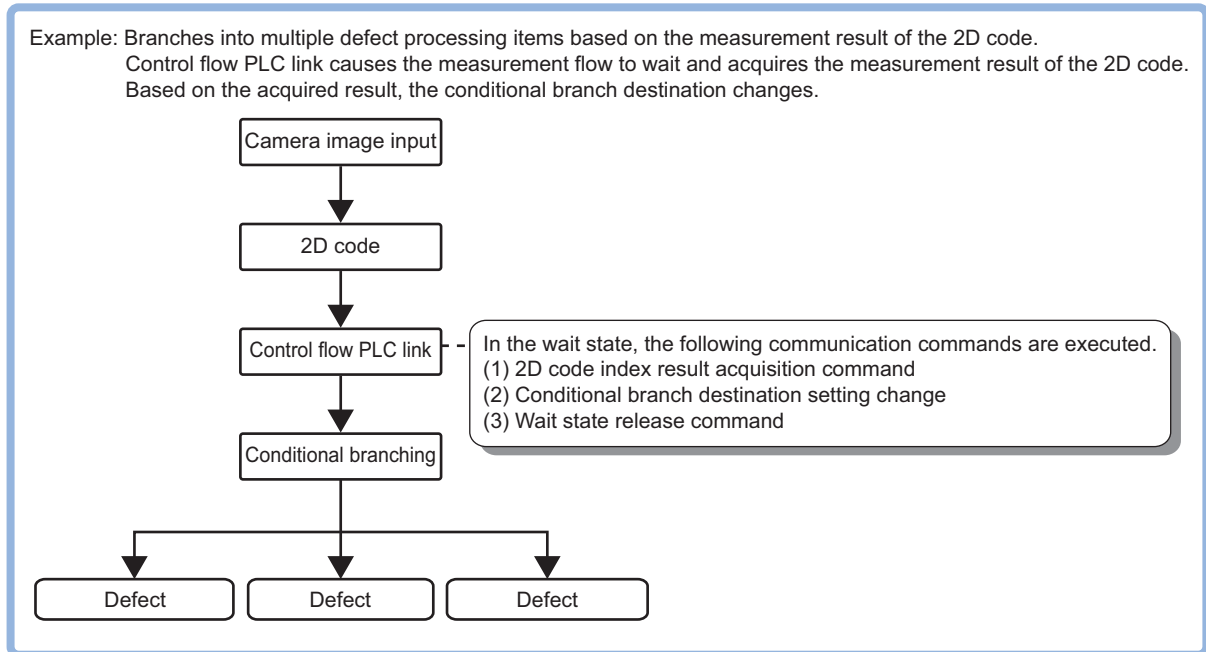 Example: Branches into multiple defect processing items based on the measurement result of the 2D code.
Control flow PLC link causes the measurement flow to wait and acquires the measurement result of the 2D code.
Based on the acquired result, the conditional branch destination changes.
Camera image input
2D code
Control flow PLC link
In the wait state, the following communication commands are executed.
(1) 2D code index result acquisition command
(2) Conditional branch destination setting change
(3) Wait state release command
Conditional branching
Defect
Defect
Defect